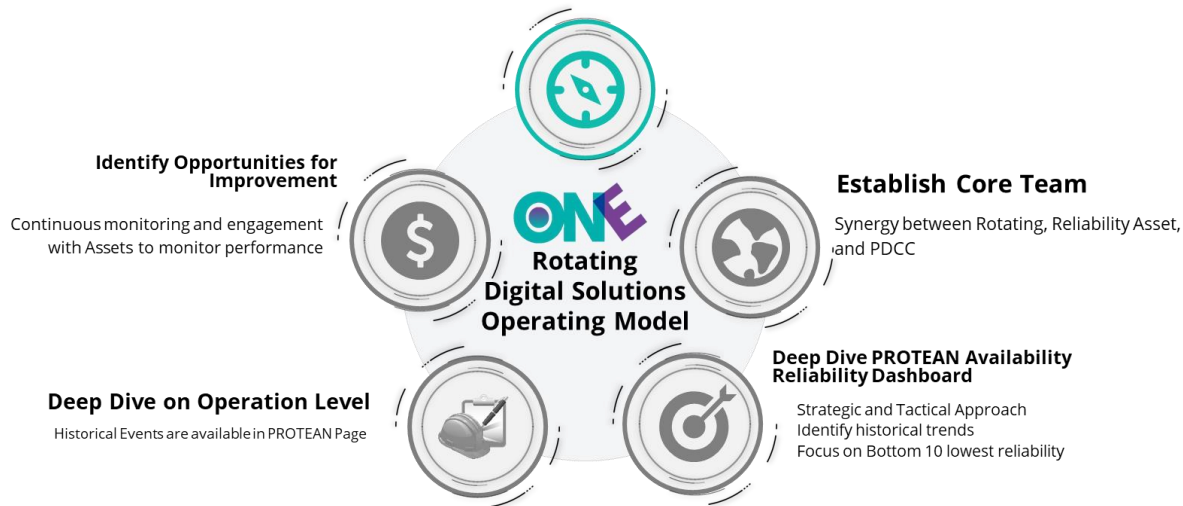 Identify Opportunities for
Improvement
Continuous monitoring and engagement
with Assets to monitor performance
ONE
Rotating
Digital Solutions
Operating Model
Establish Core Team
Synergy between Rotating, Reliability Asset,
and PDCC
Deep Dive PROTEAN Availability
Reliability Dashboard
Strategic and Tactical Approach
Identify historical trends
Focus on Bottom 10 lowest reliability
Deep Dive on Operation Level
Historical Events are available in PROTEAN Page